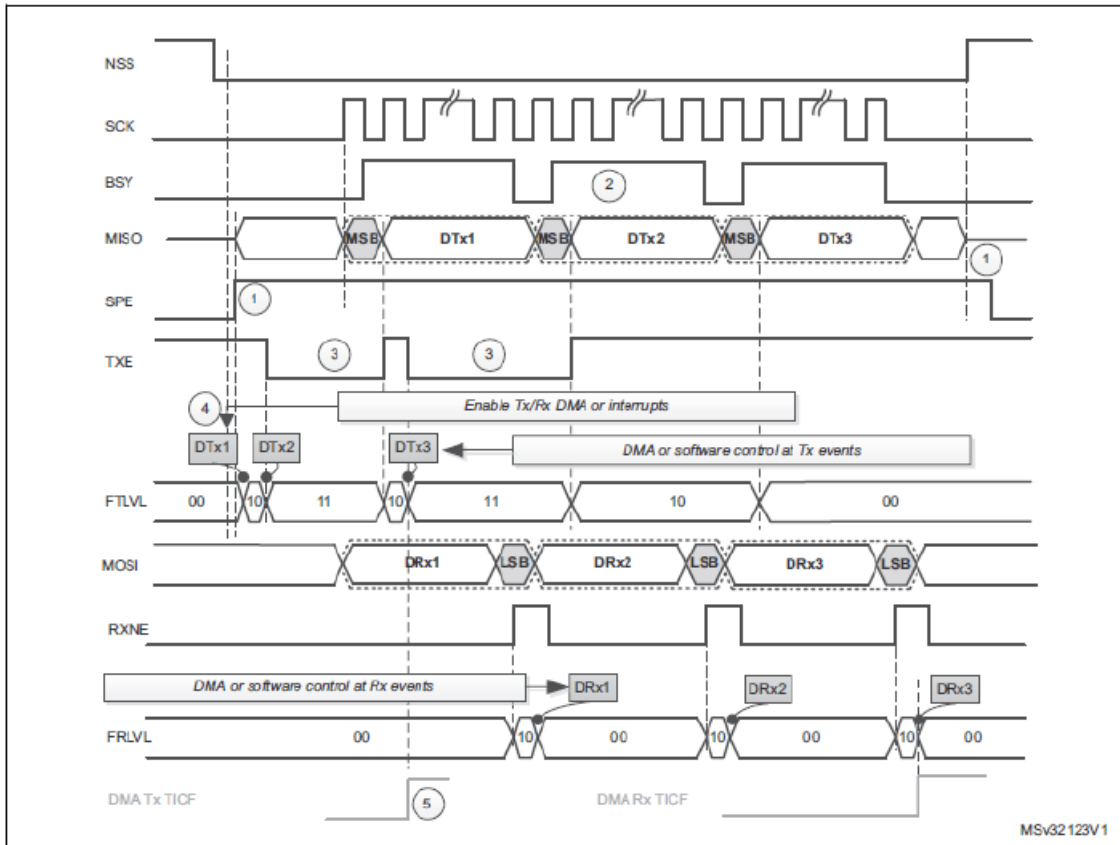 NSS
SCK
BSY
2
MISO
MSB DTx1 MSB DTx2 MSB DTx3
1
SPE
1
TXE
3 3
4
Enable Tx/Rx DMA or interrupts
DTx1 DTx2 DTx3
DMA or software control at Tx events
FTLVL 00 10 11 10 11 10 00
MOSI DRx1 LSB DRx2 LSB DRx3 LSB
RXNE
DMA or software control at Rx events
DRx1 DRx2 DRx3
FRLVL 00 10 00 10 00 10 00
DMA Tx TICF 5 DMA Rx TICF
MSv32123V1